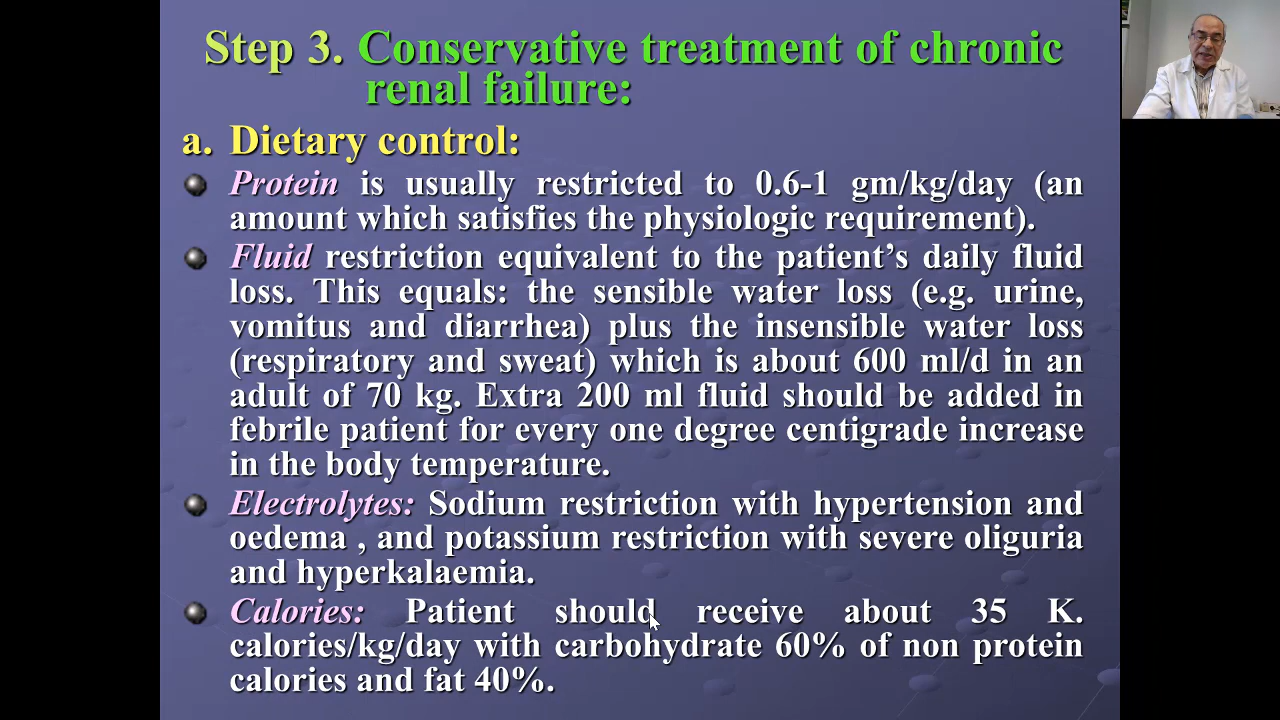 Step 3. Conservative treatment of chronic
renal failure:
a. Dietary control:
Protein is usually restricted to 0.6-1 gm/kg/day (an
amount which satisfies the physiologic requirement).
Fluid restriction equivalent to the patient’s daily fluid
loss. This equals: the sensible water loss (e.g. urine,
vomitus and diarrhea) plus the insensible water loss
(respiratory and sweat) which is about 600 ml/d in an
adult of 70 kg. Extra 200 ml fluid should be added in
febrile patient for every one degree centigrade increase
in the body temperature.
Electrolytes: Sodium restriction with hypertension and
oedema , and potassium restriction with severe oliguria
and hyperkalaemia.
Calories: Patient should receive about 35 K.
calories/kg/day with carbohydrate 60% of non protein
calories and fat 40%.